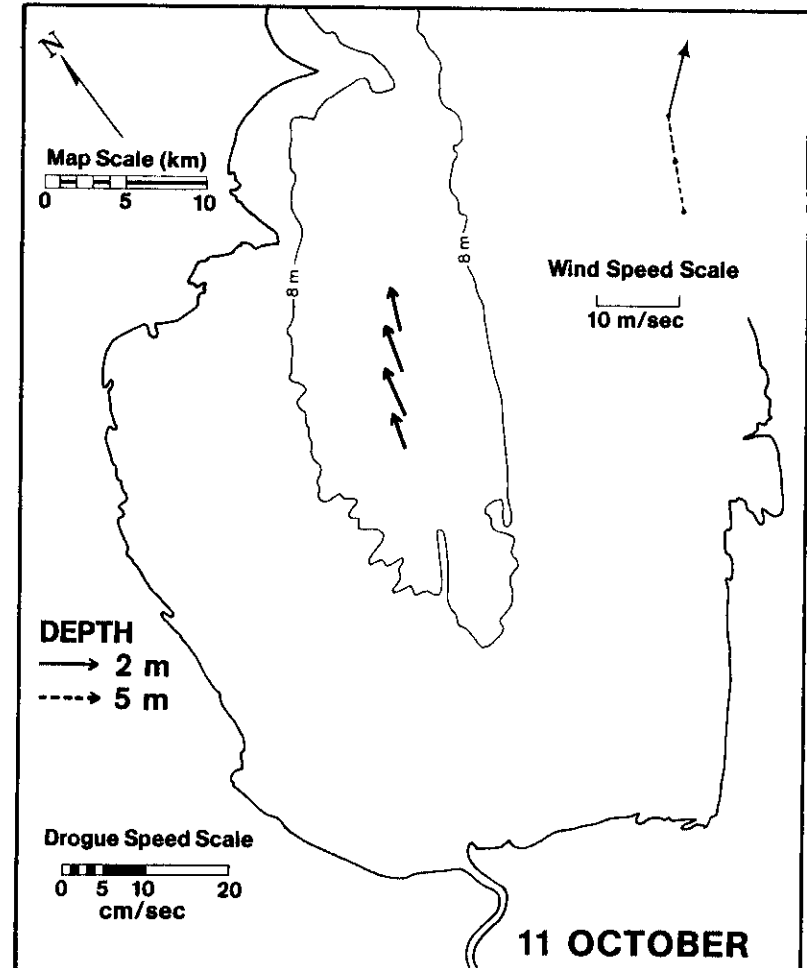 N
Map Scale (km)
0 5 10
8 m
8 m
Wind Speed Scale
10 m/sec
DEPTH
2 m
5 m
Drogue Speed Scale
0 5 10 20
cm/sec
11 OCTOBER